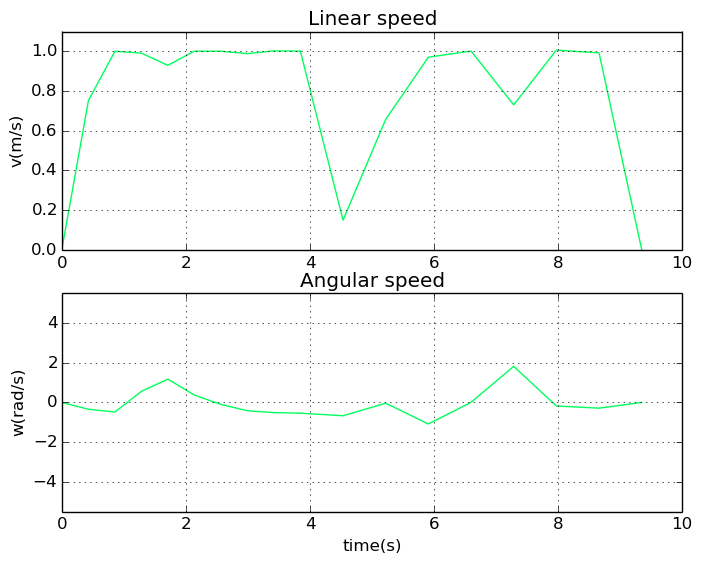 Linear speed
1.0
0.8
0.6
0.4
0.2
0.0
v(m/s)
0 2 4 6 8 10
Angular speed
4
2
0
−2
−4
w(rad/s)
0 2 4 6 8 10
time(s)